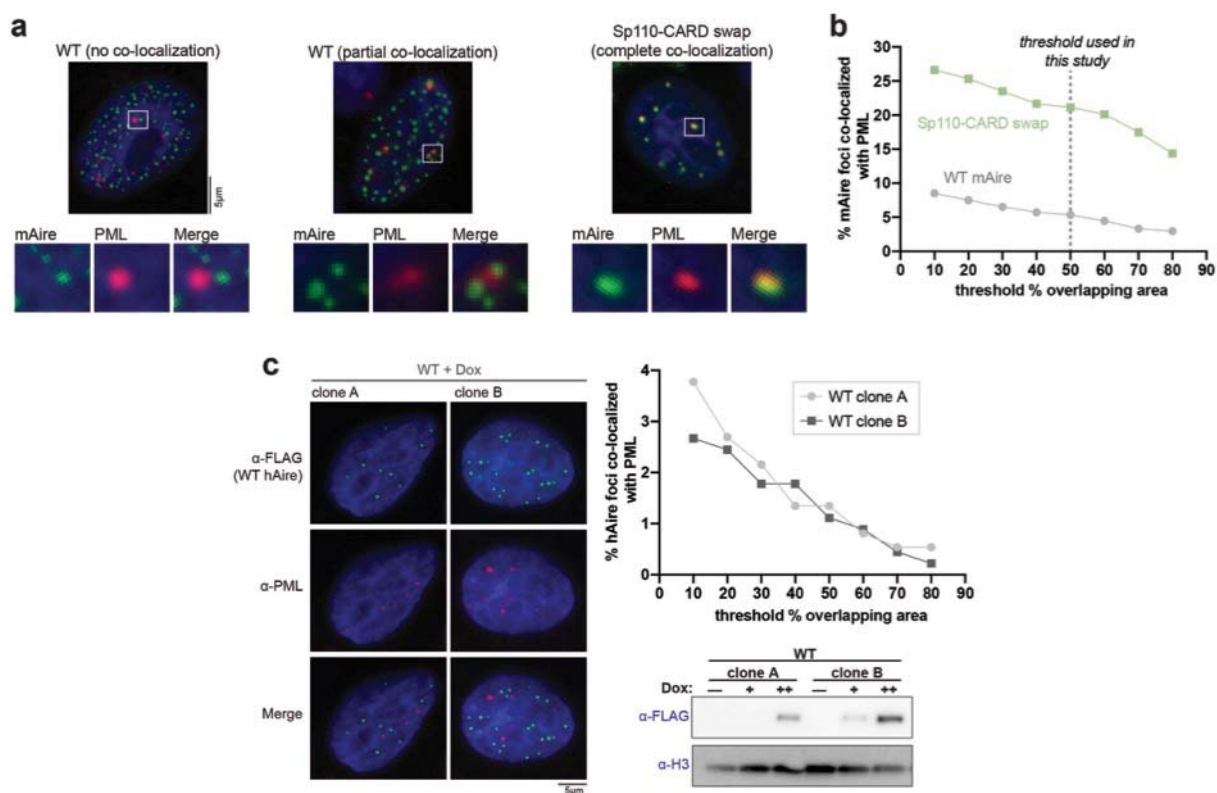 a
WT (no co-localization)
WT (partial co-localization)
Sp110-CARD swap
(complete co-localization)
5μm
mAire PML Merge
mAire PML Merge
mAire PML Merge
b
threshold used in
this study
% mAire foci co-localized
with PML
30
25
20
15
10
5
0
Sp110-CARD swap
WT mAire
0 10 20 30 40 50 60 70 80 90
threshold % overlapping area
c
WT + Dox
clone A clone B
α-FLAG
(WT hAire)
α-PML
Merge
5μm
% hAire foci co-localized
with PML
4
3
2
1
0
WT clone A
WT clone B
0 10 20 30 40 50 60 70 80 90
threshold % overlapping area
WT
clone A clone B
Dox: — + ++ — + ++
α-FLAG
α-H3